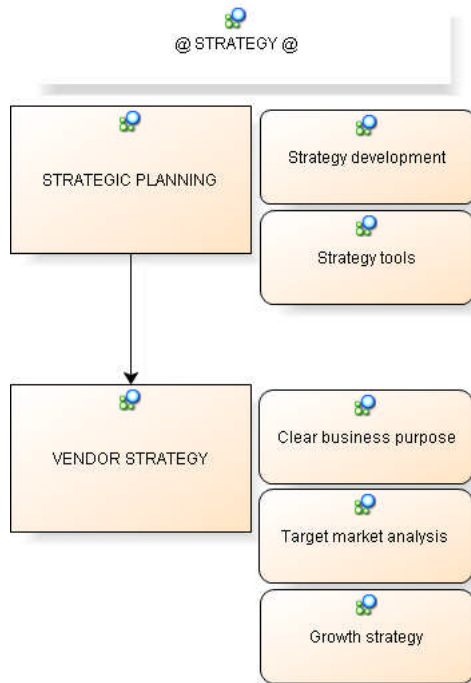 @ STRATEGY @
STRATEGIC PLANNING
Strategy development
Strategy tools
VENDOR STRATEGY
Clear business purpose
Target market analysis
Growth strategy